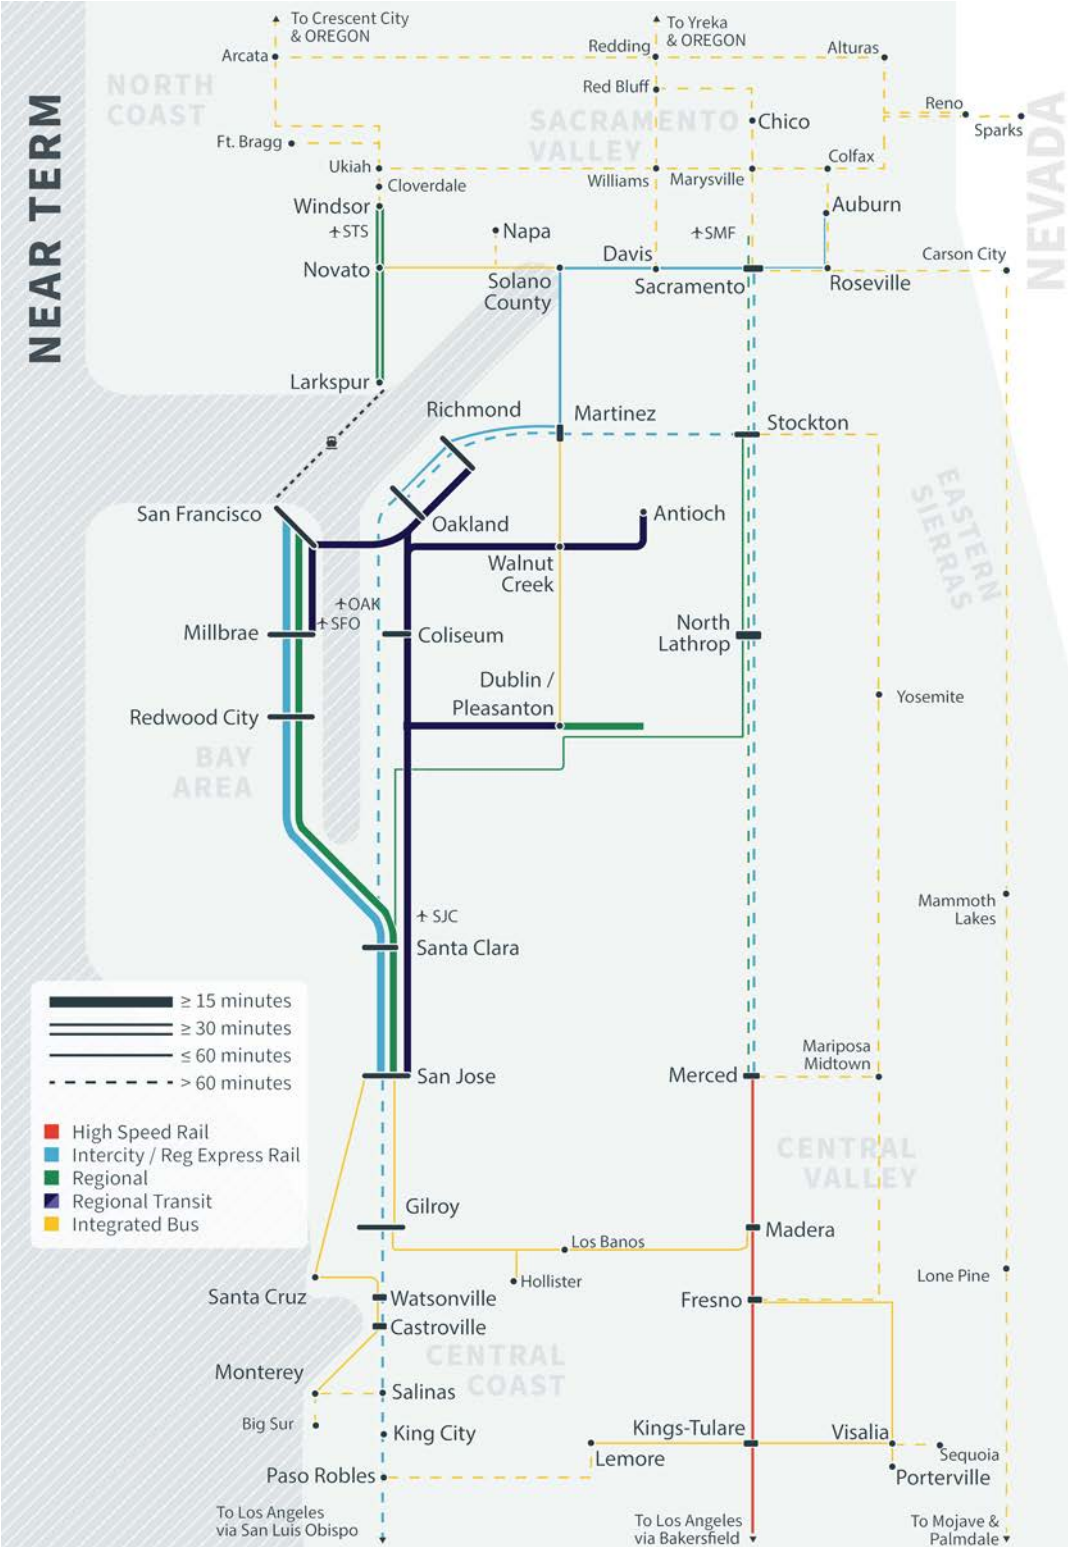 NEAR TERM
To Crescent City
& OREGON
To Yreka
& OREGON
Arcata
Redding
Alturas
NORTH
COAST
Red Bluff
Reno
Sparks
SACRAMENTO
VALLEY
Chico
NEVADA
Ft. Bragg
Ukiah
Cloverdale
Williams
Marysville
Colfax
Windsor
STS
Napa
SMF
Auburn
Novato
Solano
County
Davis
Sacramento
Roseville
Carson City
Larkspur
Richmond
Martinez
Stockton
San Francisco
Oakland
Antioch
EASTERN
SIERRAS
Walnut
Creek
OAK
SFO
Millbrae
Coliseum
North
Lathrop
Dublin /
Pleasanton
Yosemite
Redwood City
BAY
AREA
Mammoth
Lakes
SJC
Santa Clara
≥ 15 minutes
≥ 30 minutes
≤ 60 minutes
> 60 minutes
High Speed Rail
Intercity / Reg Express Rail
Regional
Regional Transit
Integrated Bus
San Jose
Merced
Mariposa
Midtown
CENTRAL
VALLEY
Gilroy
Madera
Los Banos
Hollister
Lone Pine
Santa Cruz
Watsonville
Fresno
Castroville
CENTRAL
COAST
Monterey
Salinas
Big Sur
King City
Kings-Tulare
Visalia
Lemore
Sequoia
Paso Robles
Porterville
To Los Angeles
via San Luis Obispo
To Los Angeles
via Bakersfield
To Mojave &
Palmdale